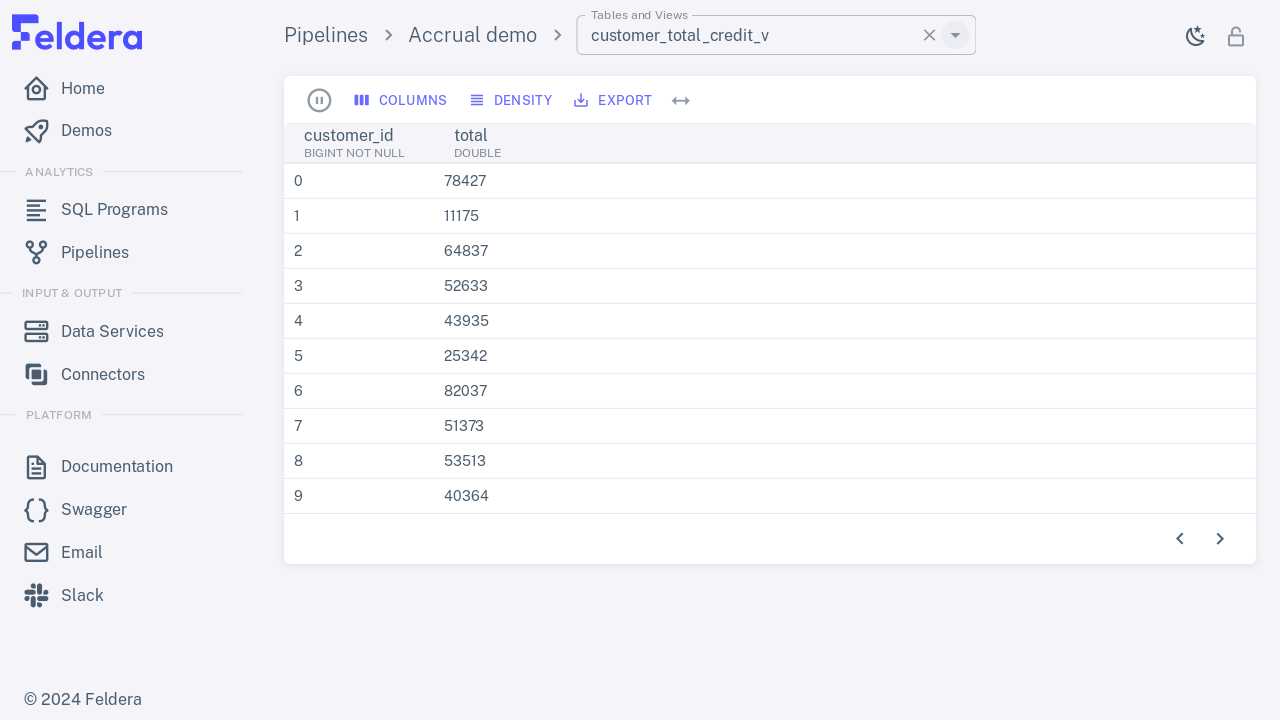 Feldera
Pipelines > Accrual demo >
Tables and Views
customer_total_credit_v
Home
Demos
ANALYTICS
SQL Programs
Pipelines
INPUT & OUTPUT
Data Services
Connectors
PLATFORM
Documentation
Swagger
Email
Slack
© 2024 Feldera
COLUMNS DENSITY EXPORT
customer_id total
BIGINT NOT NULL DOUBLE
0 78427
1 11175
2 64837
3 52633
4 43935
5 25342
6 82037
7 51373
8 53513
9 40364